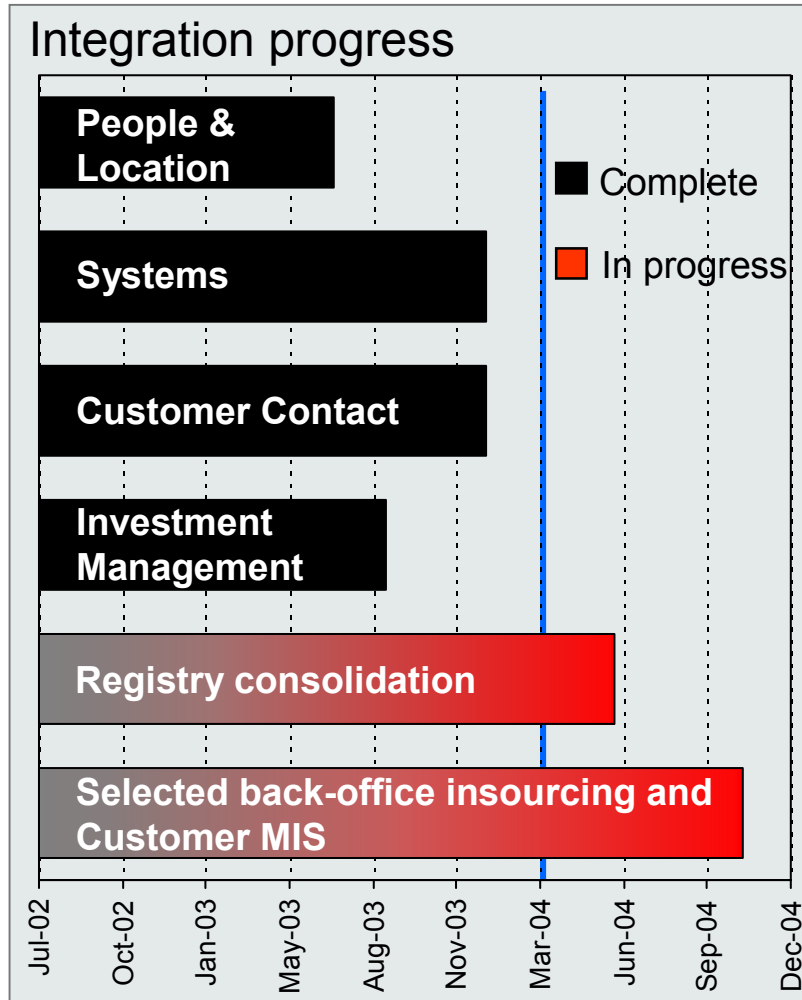 Integration progress
People &
Location
Complete
In progress
Systems
Customer Contact
Investment
Management
Registry consolidation
Selected back-office insourcing and
Customer MIS
Jul-02
Oct-02
Jan-03
May-03
Aug-03
Nov-03
Mar-04
Jun-04
Sep-04
Dec-04